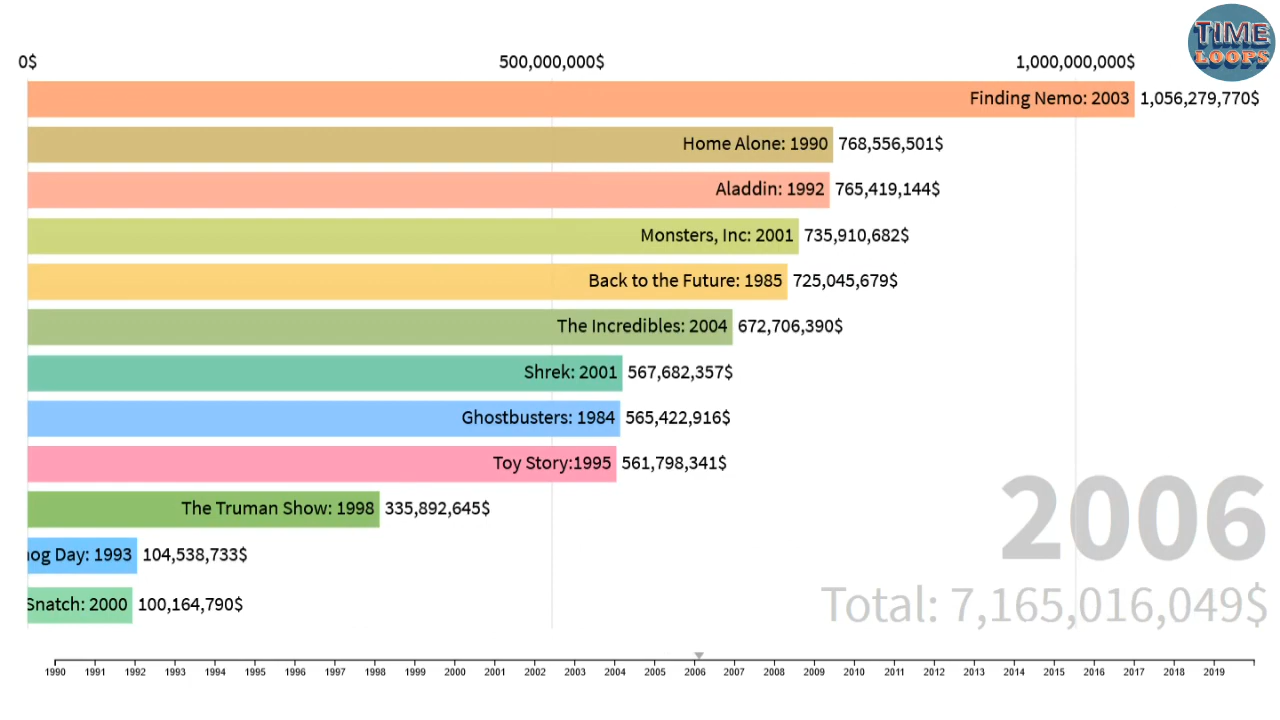 TIME
LOOPS
0$ 500,000,000$ 1,000,000,000$
Finding Nemo: 2003 1,056,279,770$
Home Alone: 1990 768,556,501$
Aladdin: 1992 765,419,144$
Monsters, Inc: 2001 735,910,682$
Back to the Future: 1985 725,045,679$
The Incredibles: 2004 672,706,390$
Shrek: 2001 567,682,357$
Ghostbusters: 1984 565,422,916$
Toy Story:1995 561,798,341$
The Truman Show: 1998 335,892,645$
og Day: 1993 104,538,733$
Snatch: 2000 100,164,790$
2006
Total: 7,165,016,049$
1990 1991 1992 1993 1994 1995 1996 1997 1998 1999 2000 2001 2002 2003 2004 2005 2006 2007 2008 2009 2010 2011 2012 2013 2014 2015 2016 2017 2018 2019